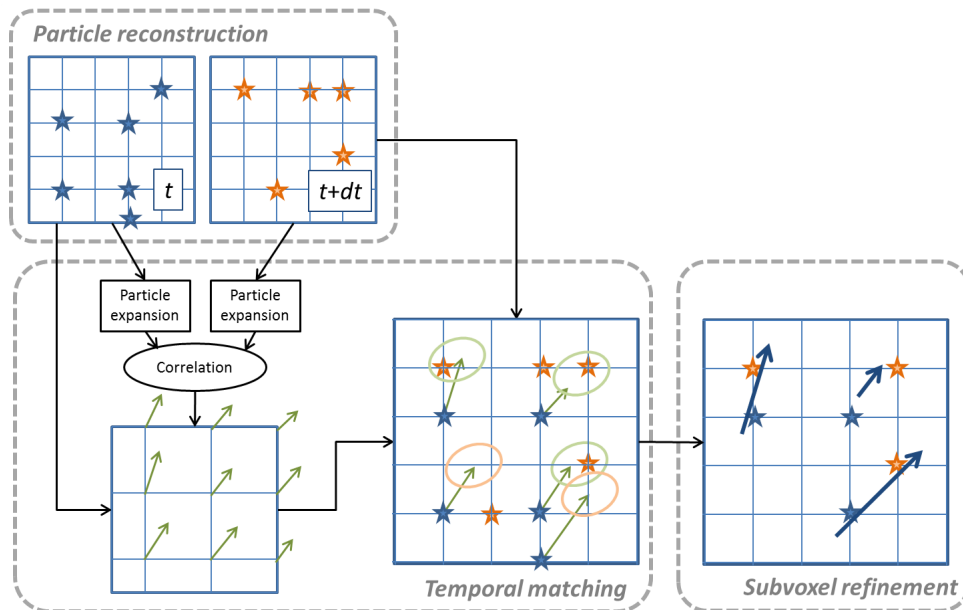 Particle reconstruction
t
t+dt
Particle
expansion
Particle
expansion
Correlation
Temporal matching
Subvoxel refinement